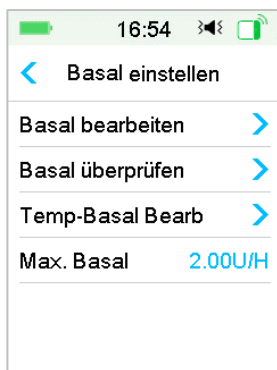 16:54
Basal einstellen
Basal bearbeiten
Basal überprüfen
Temp-Basal Bearb
Max. Basal 2.00U/H